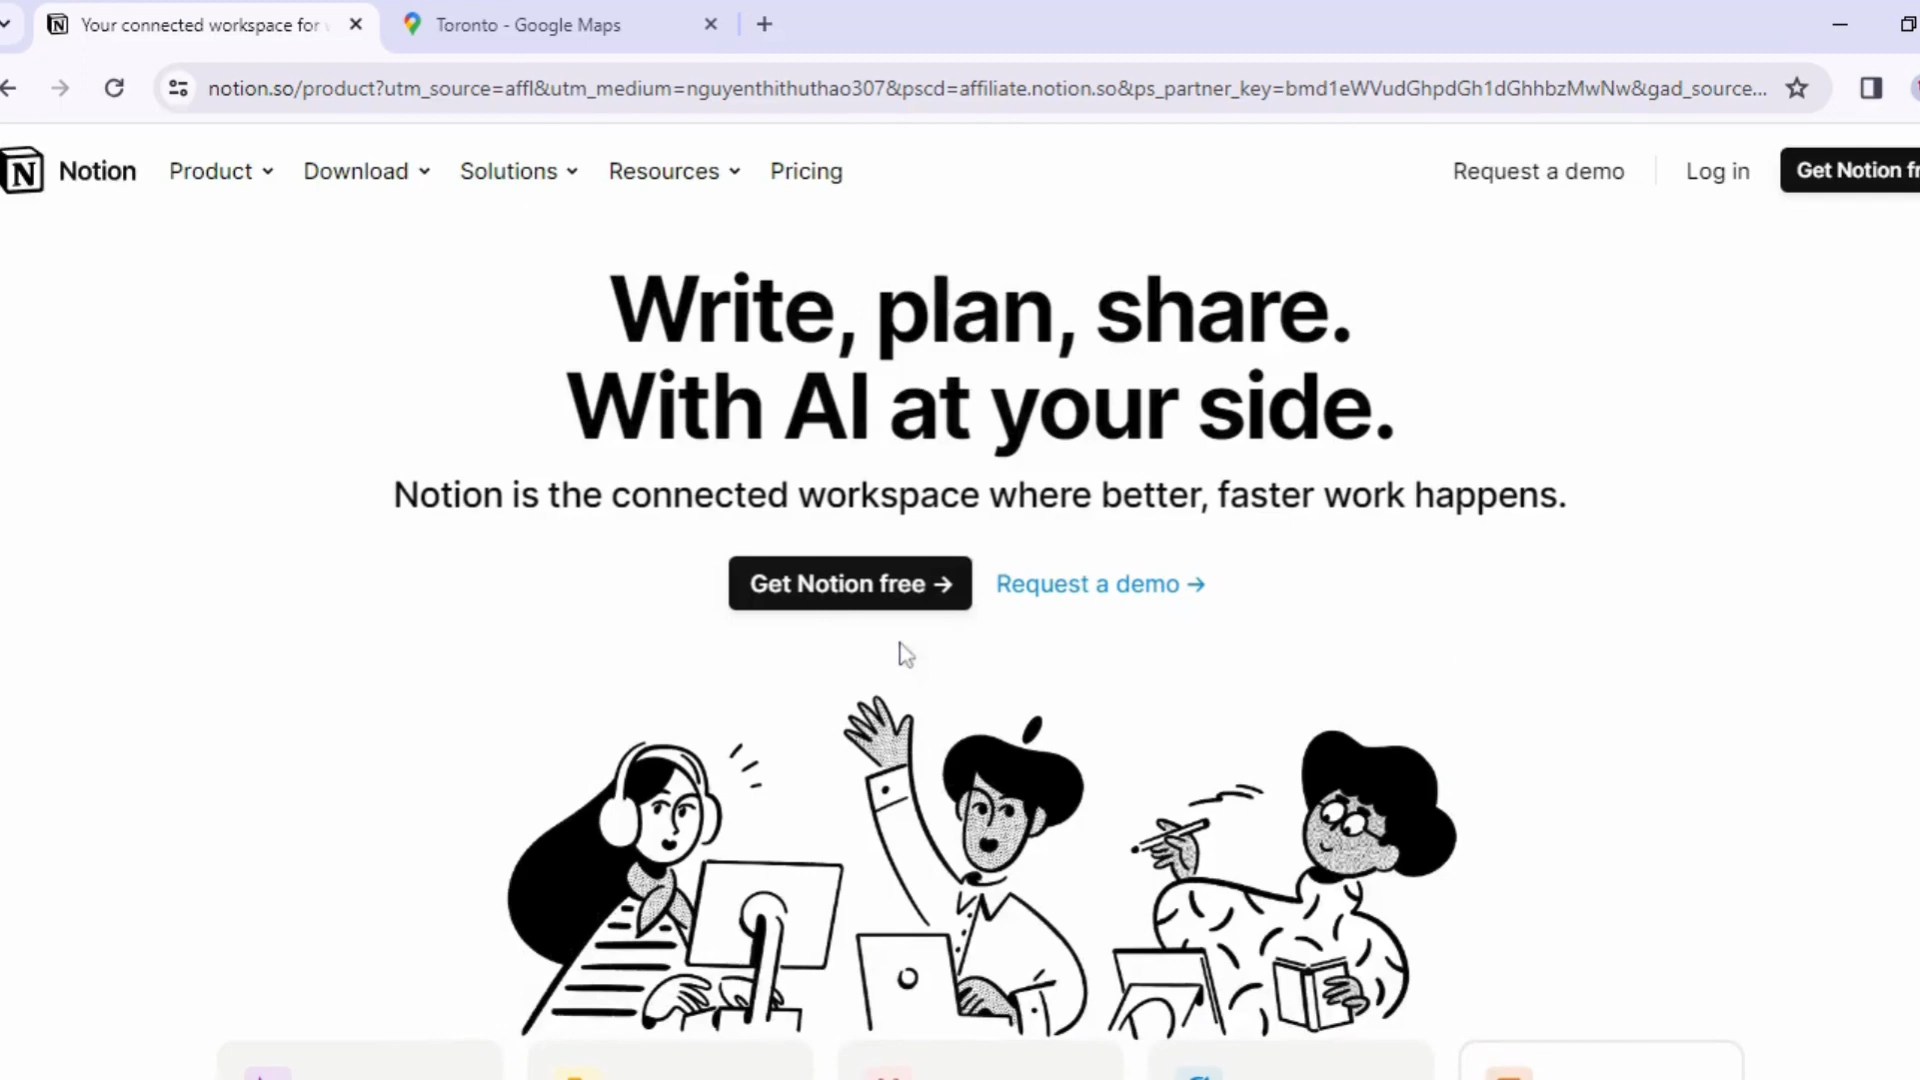 Your connected workspace for
Toronto - Google Maps
notion.so/product?utm_source=affl&utm_medium=nguyenthithuthao307&pscd=affiliate.notion.so&ps_partner_key=bmd1eWVudGhpdGh1dGhhbzMwNw&gad_source...
N Notion Product Download Solutions Resources Pricing Request a demo Log in Get Notion fr
Write, plan, share.
With AI at your side.
Notion is the connected workspace where better, faster work happens.
Get Notion free → Request a demo →